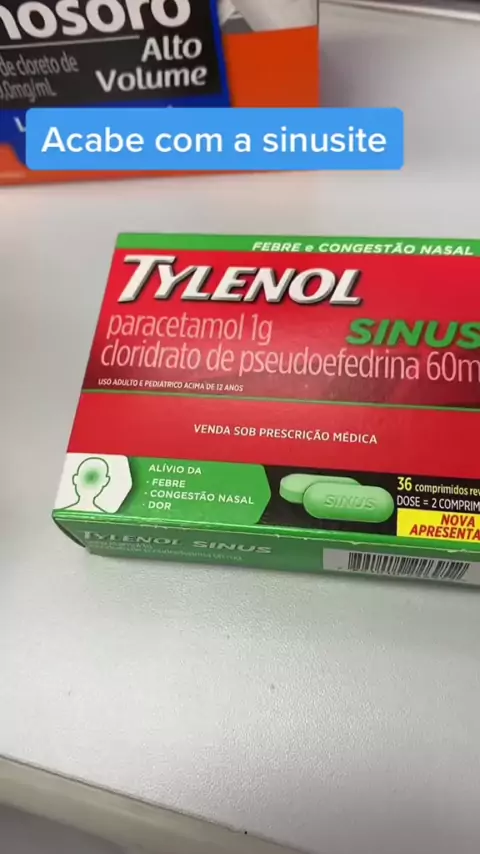 Alto
de cloreto de
Volume
Acabe com a sinusite
FEBRE e CONGESTÃO NASAL
TYLENOL
SINUS
paracetamol 1g
cloridrato de pseudoefedrina 60m
USO ADULTO E PEDIÁTRICO ACIMA DE 12 ANOS
VENDA SOB PRESCRIÇÃO MÉDICA
ALÍVIO DA
· FEBRE
· CONGESTÃO NASAL
· DOR
SINUS
36 comprimidos rev
DOSE = 2 COMPRIM
NOVA
APRESENTA
TYLENOL SINUS